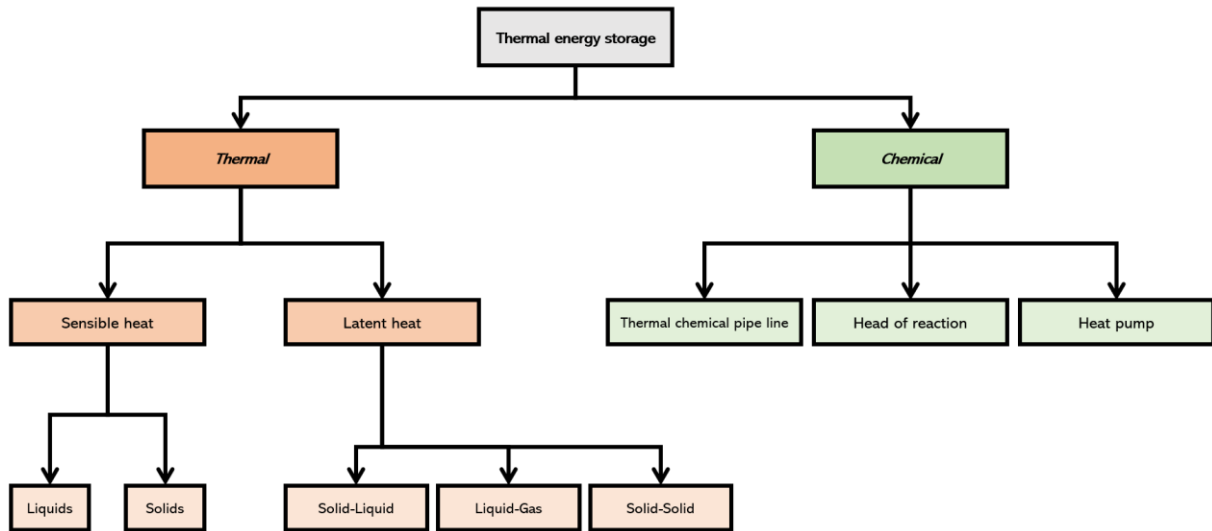 Thermal energy storage
Thermal
Chemical
Sensible heat
Latent heat
Thermal chemical pipe line
Head of reaction
Heat pump
Liquids
Solids
Solid-Liquid
Liquid-Gas
Solid-Solid